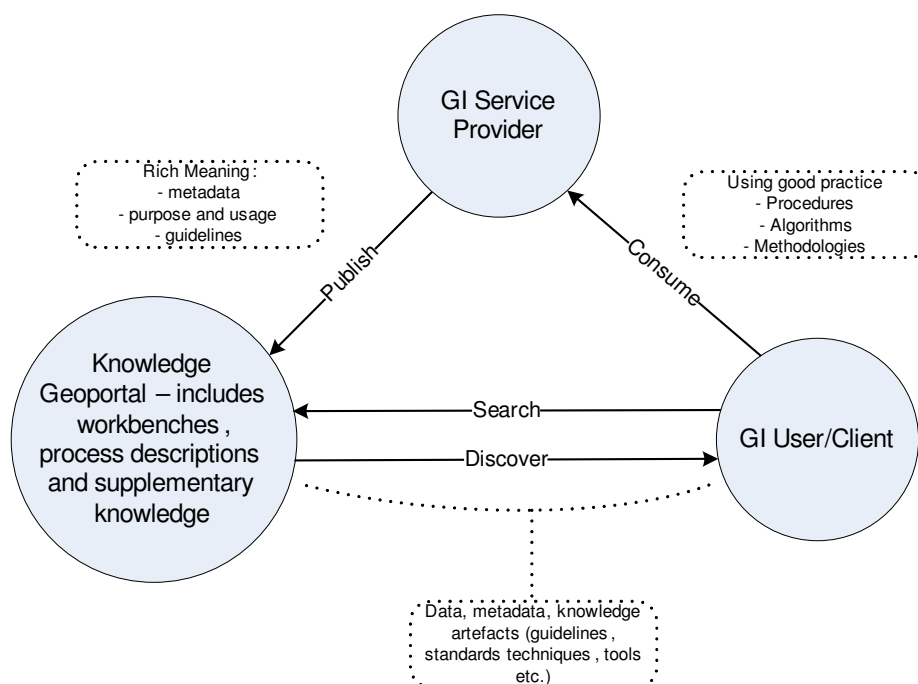 GI Service
Provider
Rich Meaning :
- metadata
- purpose and usage
- guidelines
Using good practice
- Procedures
- Algorithms
- Methodologies
Publish
Consume
Knowledge
Geoportal – includes
workbenches ,
process descriptions
and supplementary
knowledge
Search
Discover
GI User/Client
Data, metadata, knowledge
artefacts (guidelines ,
standards techniques , tools
etc.)